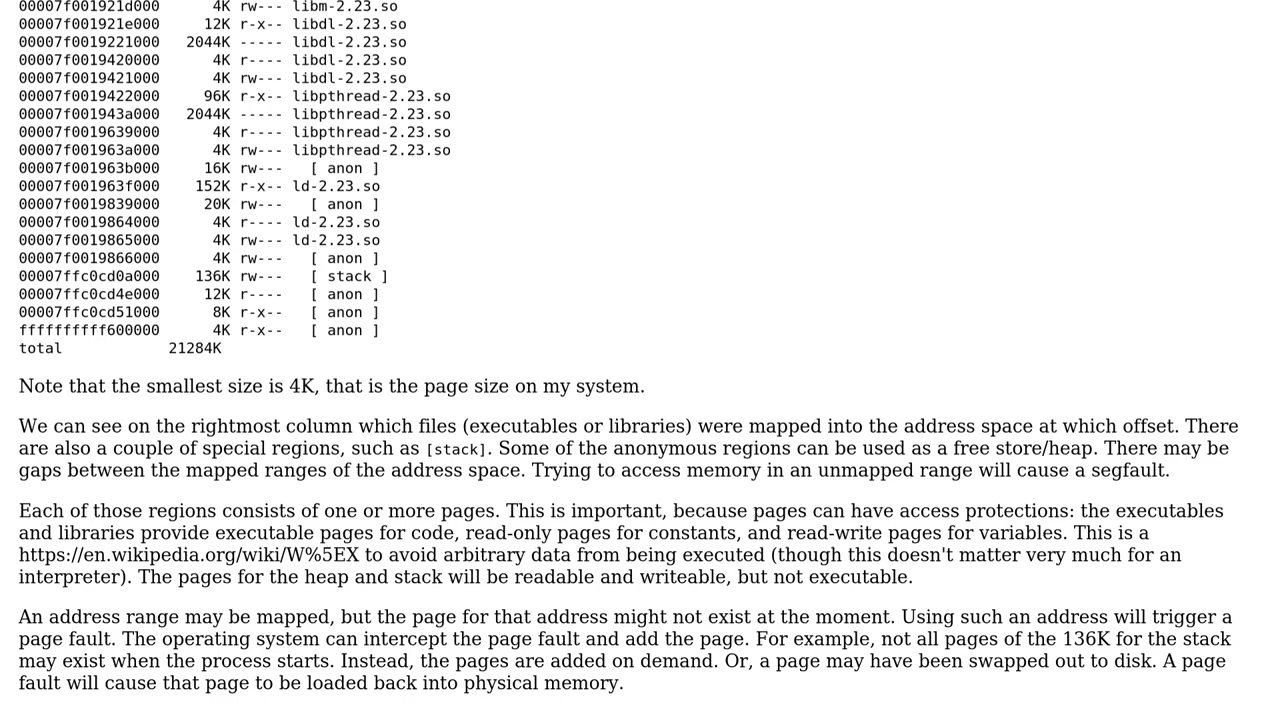 00007f001921d000      4K rw--- libm-2.23.so
00007f001921e000     12K r-x-- libdl-2.23.so
00007f0019221000   2044K ----- libdl-2.23.so
00007f0019420000      4K r---- libdl-2.23.so
00007f0019421000      4K rw--- libdl-2.23.so
00007f0019422000     96K r-x-- libpthread-2.23.so
00007f001943a000   2044K ----- libpthread-2.23.so
00007f0019639000      4K r---- libpthread-2.23.so
00007f001963a000      4K rw--- libpthread-2.23.so
00007f001963b000     16K rw---   [ anon ]
00007f001963f000    152K r-x-- ld-2.23.so
00007f0019839000     20K rw---   [ anon ]
00007f0019864000      4K r---- ld-2.23.so
00007f0019865000      4K rw--- ld-2.23.so
00007f0019866000      4K rw---   [ anon ]
00007ffc0cd0a000    136K rw---   [ stack ]
00007ffc0cd4e000     12K r----   [ anon ]
00007ffc0cd51000      8K r-x--   [ anon ]
ffffffffff600000      4K r-x--   [ anon ]
total            21284K
Note that the smallest size is 4K, that is the page size on my system.
We can see on the rightmost column which files (executables or libraries) were mapped into the address space at which offset. There
are also a couple of special regions, such as [stack]. Some of the anonymous regions can be used as a free store/heap. There may be
gaps between the mapped ranges of the address space. Trying to access memory in an unmapped range will cause a segfault.
Each of those regions consists of one or more pages. This is important, because pages can have access protections: the executables
and libraries provide executable pages for code, read-only pages for constants, and read-write pages for variables. This is a
https://en.wikipedia.org/wiki/W%5EX to avoid arbitrary data from being executed (though this doesn't matter very much for an
interpreter). The pages for the heap and stack will be readable and writeable, but not executable.
An address range may be mapped, but the page for that address might not exist at the moment. Using such an address will trigger a
page fault. The operating system can intercept the page fault and add the page. For example, not all pages of the 136K for the stack
may exist when the process starts. Instead, the pages are added on demand. Or, a page may have been swapped out to disk. A page
fault will cause that page to be loaded back into physical memory.